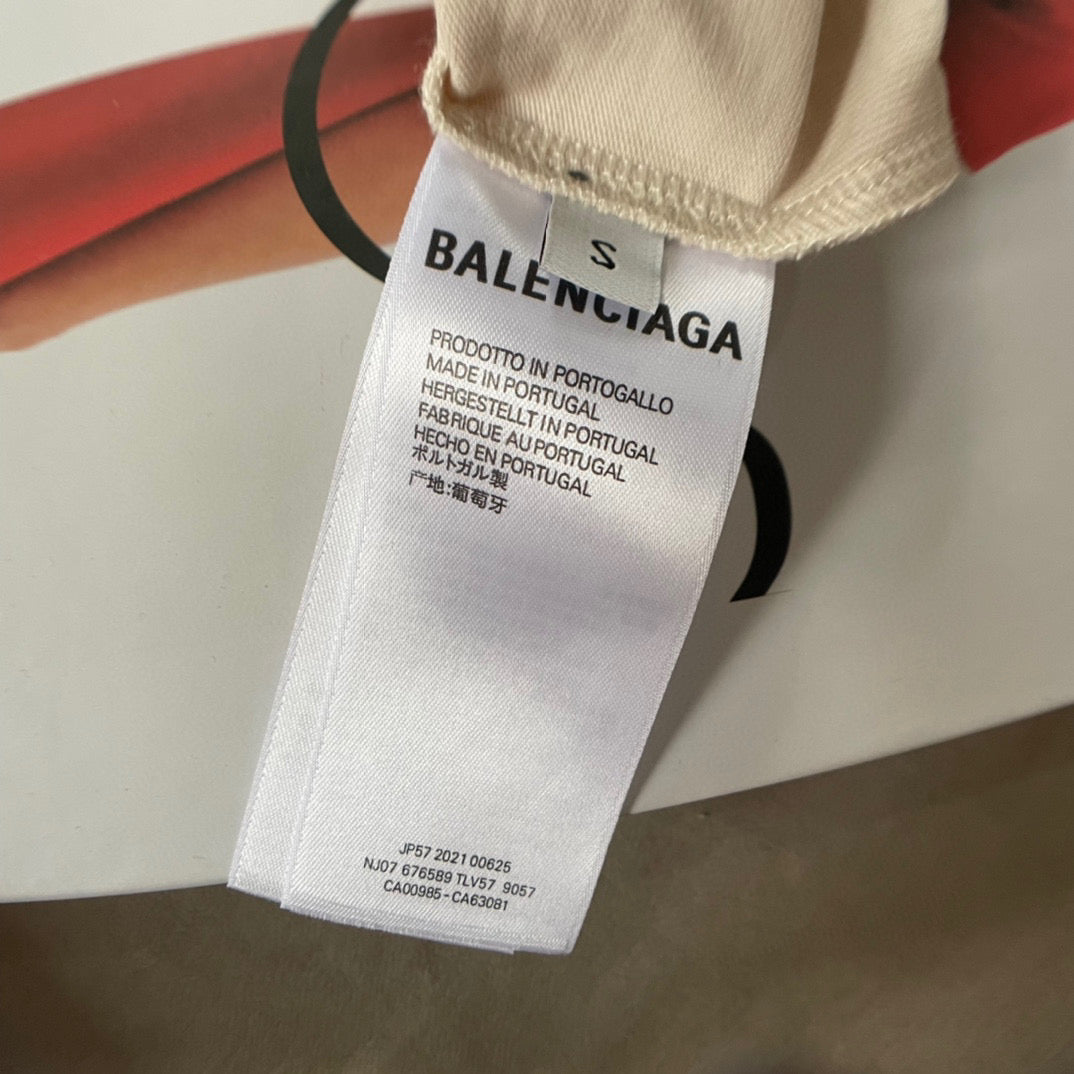 S
BALENCIAGA
PRODOTTO IN PORTOGALLO
MADE IN PORTUGAL
HERGESTELLT IN PORTUGAL
FABRIQUE AU PORTUGAL
HECHO EN PORTUGAL
ポルトガル製
产地:葡萄牙
JP57 2021 00625
NJ07 676589 TLV57 9057
CA00985-CA63081